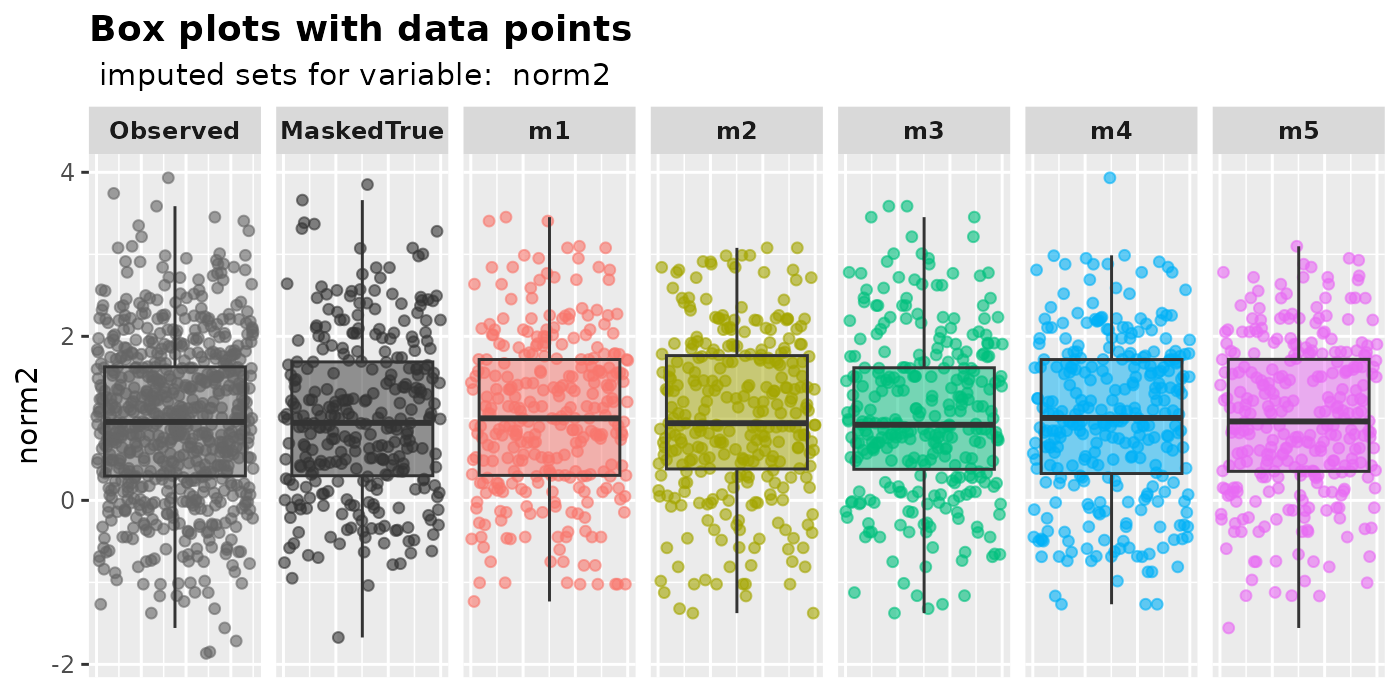 Box plots with data points
imputed sets for variable:  norm2
Observed MaskedTrue m1 m2 m3 m4 m5
4
2
0
-2
norm2